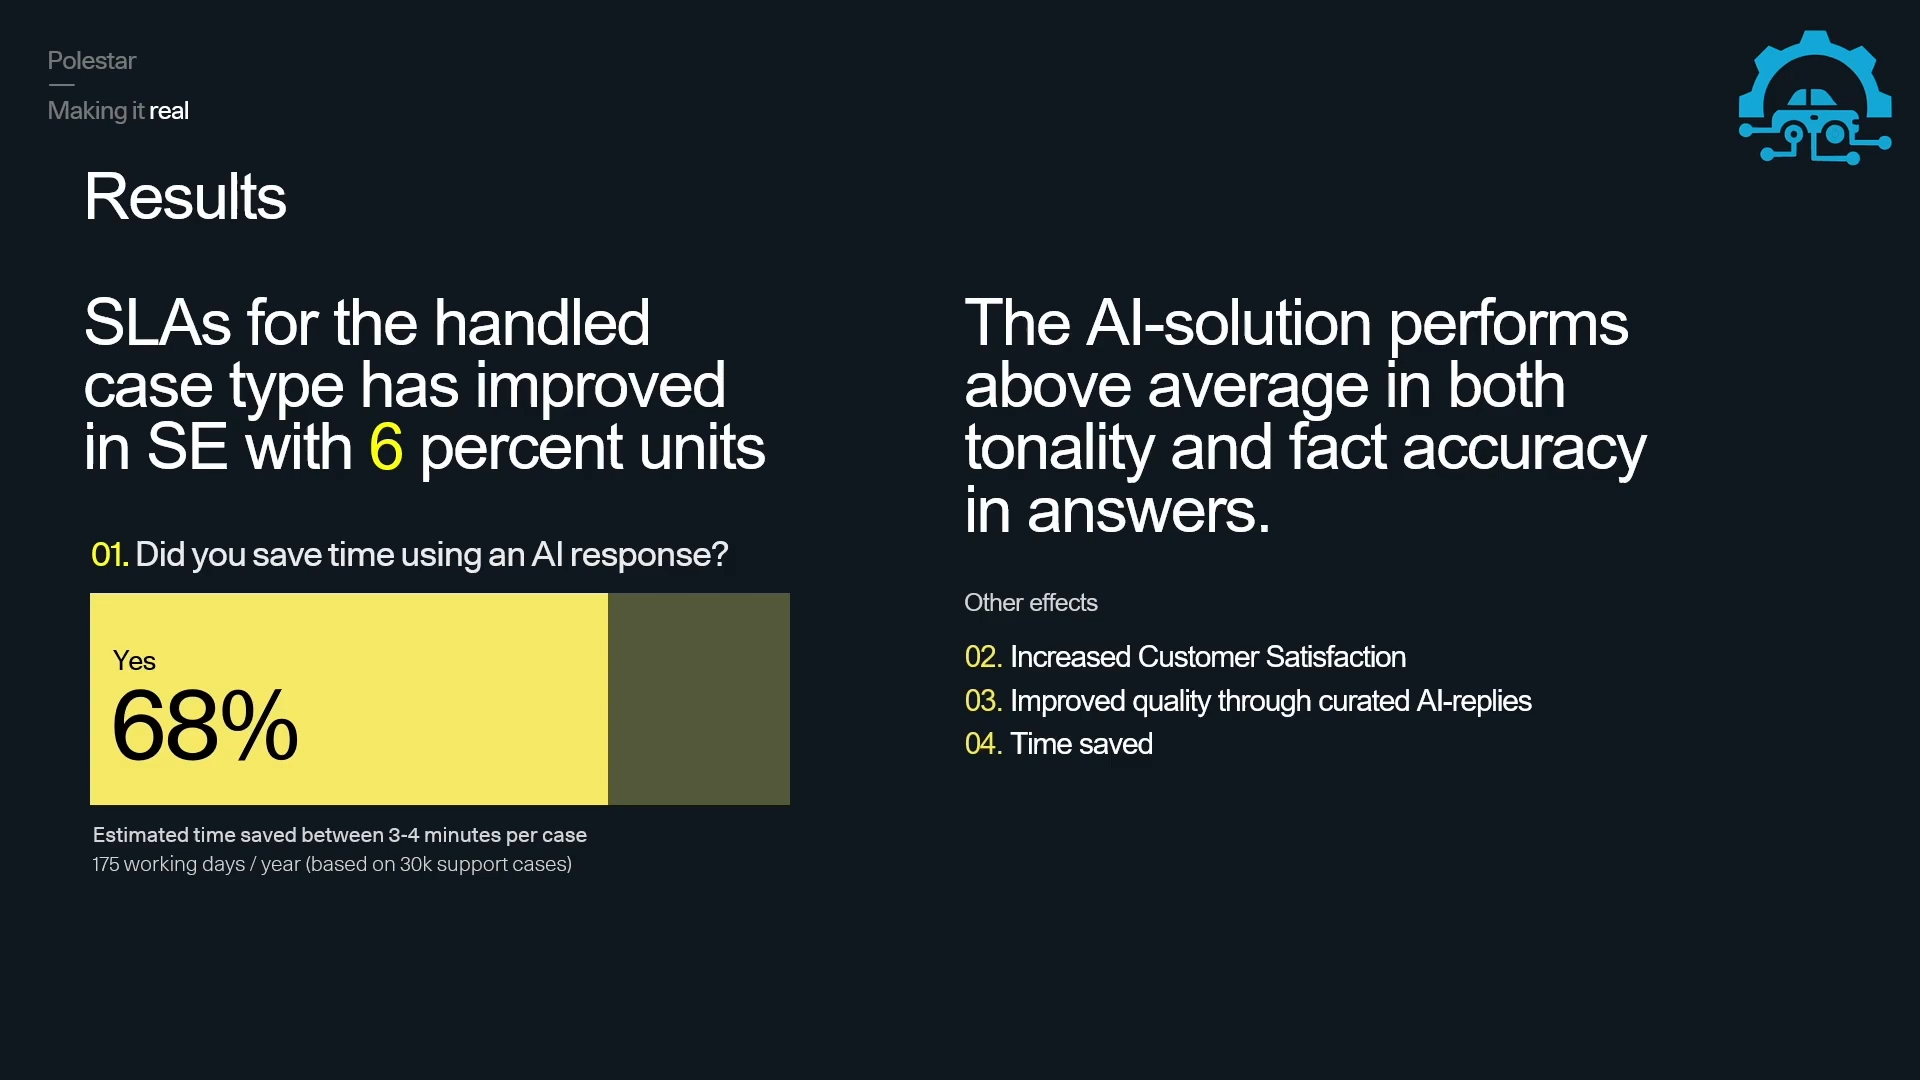 Polestar
Making it real
Results
SLAs for the handled
case type has improved
in SE with 6 percent units
01. Did you save time using an AI response?
Yes
68%
Estimated time saved between 3-4 minutes per case
175 working days / year (based on 30k support cases)
The AI-solution performs
above average in both
tonality and fact accuracy
in answers.
Other effects
02. Increased Customer Satisfaction
03. Improved quality through curated AI-replies
04. Time saved